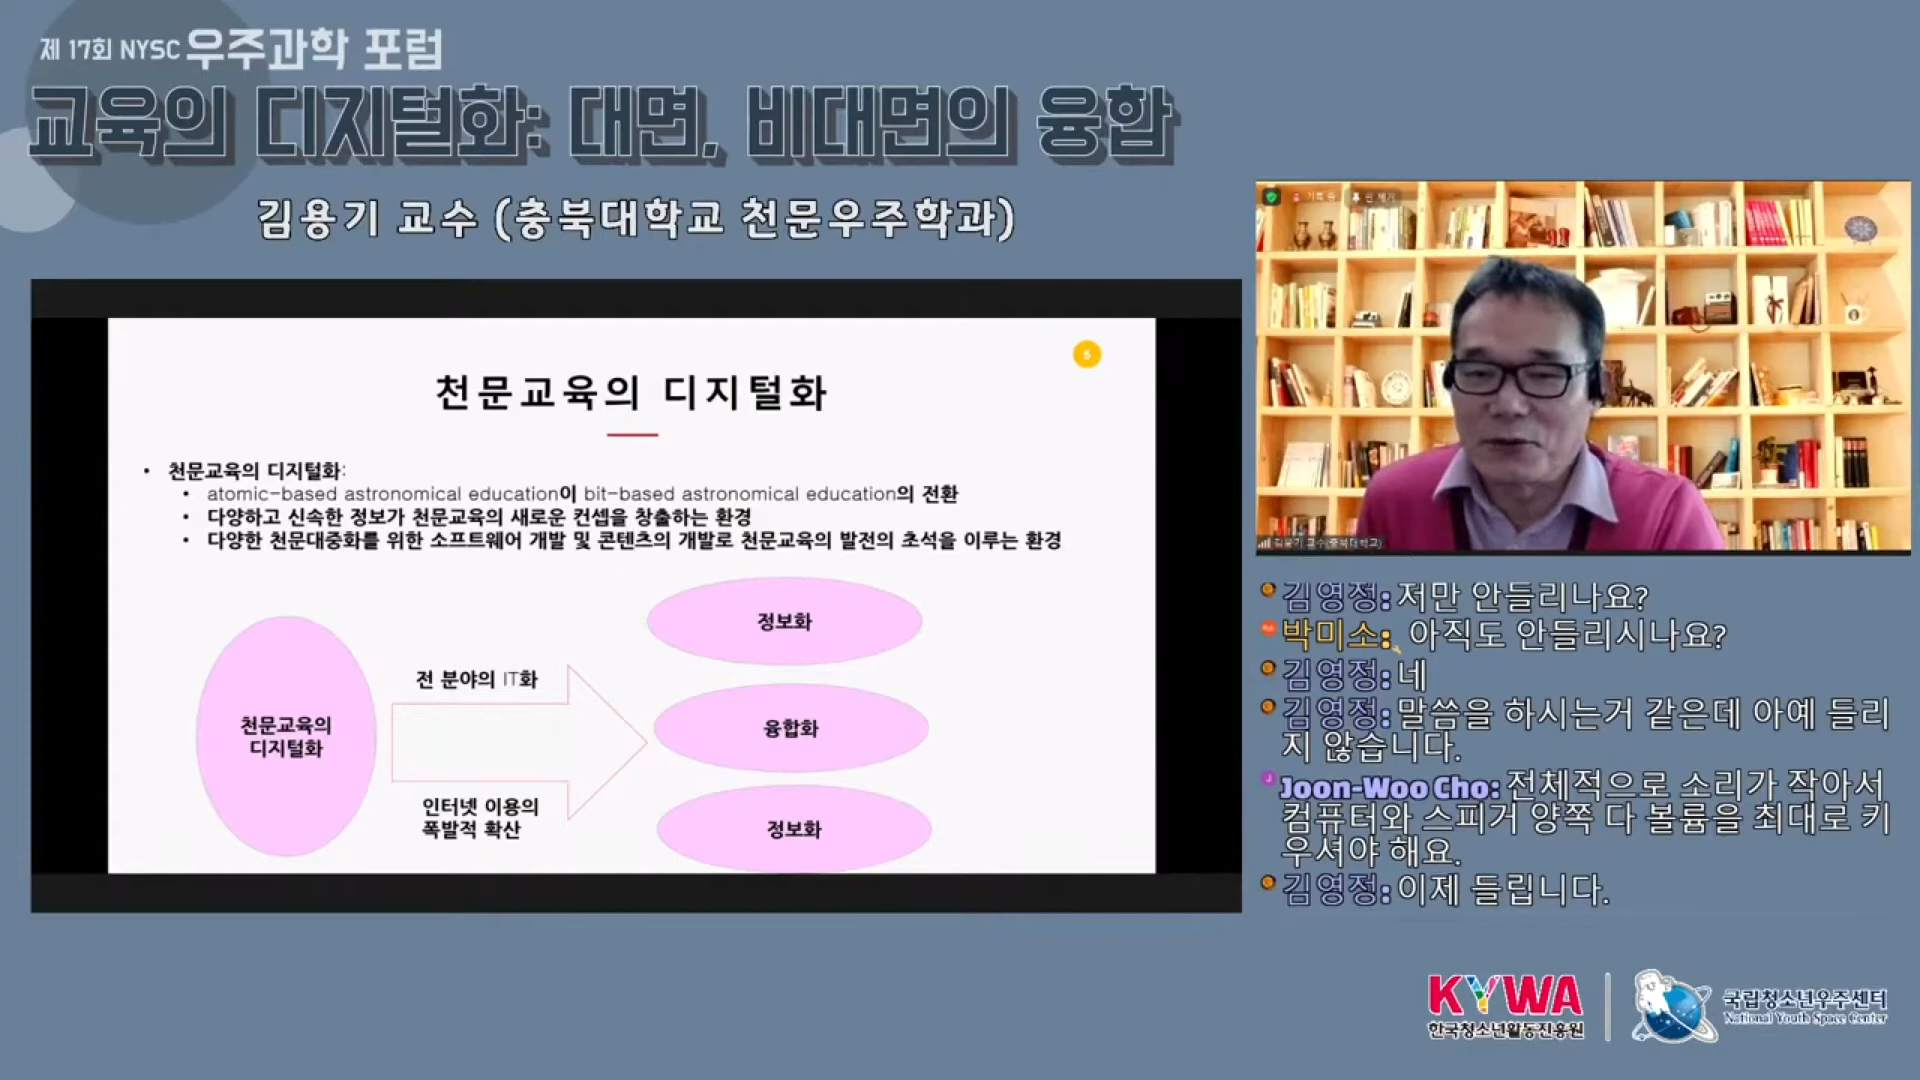 제 17회 NYSC 우주과학 포럼
교육의 디지털화: 대면, 비대면의 융합
김용기 교수 (충북대학교 천문우주학과)
5
천문교육의 디지털화
• 천문교육의 디지털화:
• atomic-based astronomical education이 bit-based astronomical education의 전환
• 다양하고 신속한 정보가 천문교육의 새로운 컨셉을 창출하는 환경
• 다양한 천문대중화를 위한 소프트웨어 개발 및 콘텐츠의 개발로 천문교육의 발전의 초석을 이루는 환경
천문교육의
디지털화
전 분야의 IT화
인터넷 이용의
폭발적 확산
정보화
융합화
정보화
김용기 교수(충북대학교)
김영정: 저만 안들리나요?
박미소: 아직도 안들리시나요?
김영정: 네
김영정: 말씀을 하시는거 같은데 아예 들리
지 않습니다.
Joon-Woo Cho: 전체적으로 소리가 작아서
컴퓨터와 스피거 양쪽 다 볼륨을 최대로 키
우셔야 해요.
김영정: 이제 들립니다.
KYWA
한국청소년활동진흥원
국립청소년우주센터
National Youth Space Center